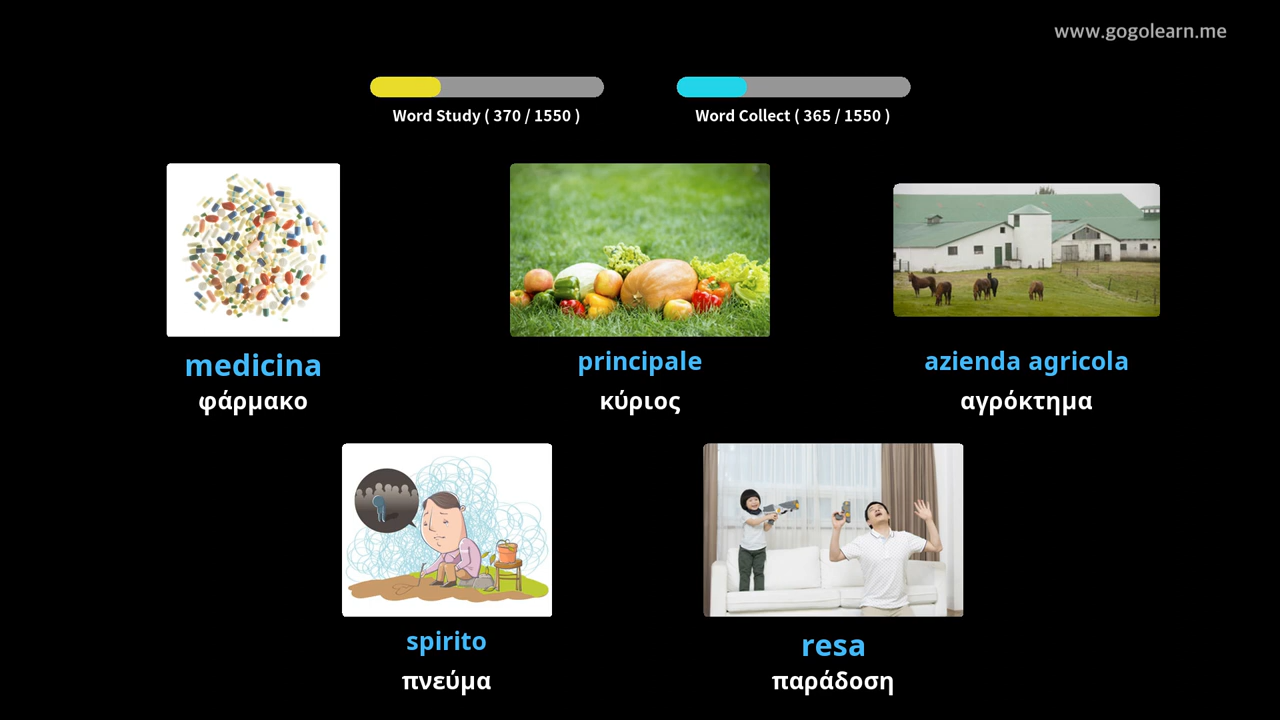 www.gogolearn.me
Word Study ( 370 / 1550 )
Word Collect ( 365 / 1550 )
medicina
φάρμακο
principale
κύριος
azienda agricola
αγρόκτημα
spirito
πνεύμα
resa
παράδοση